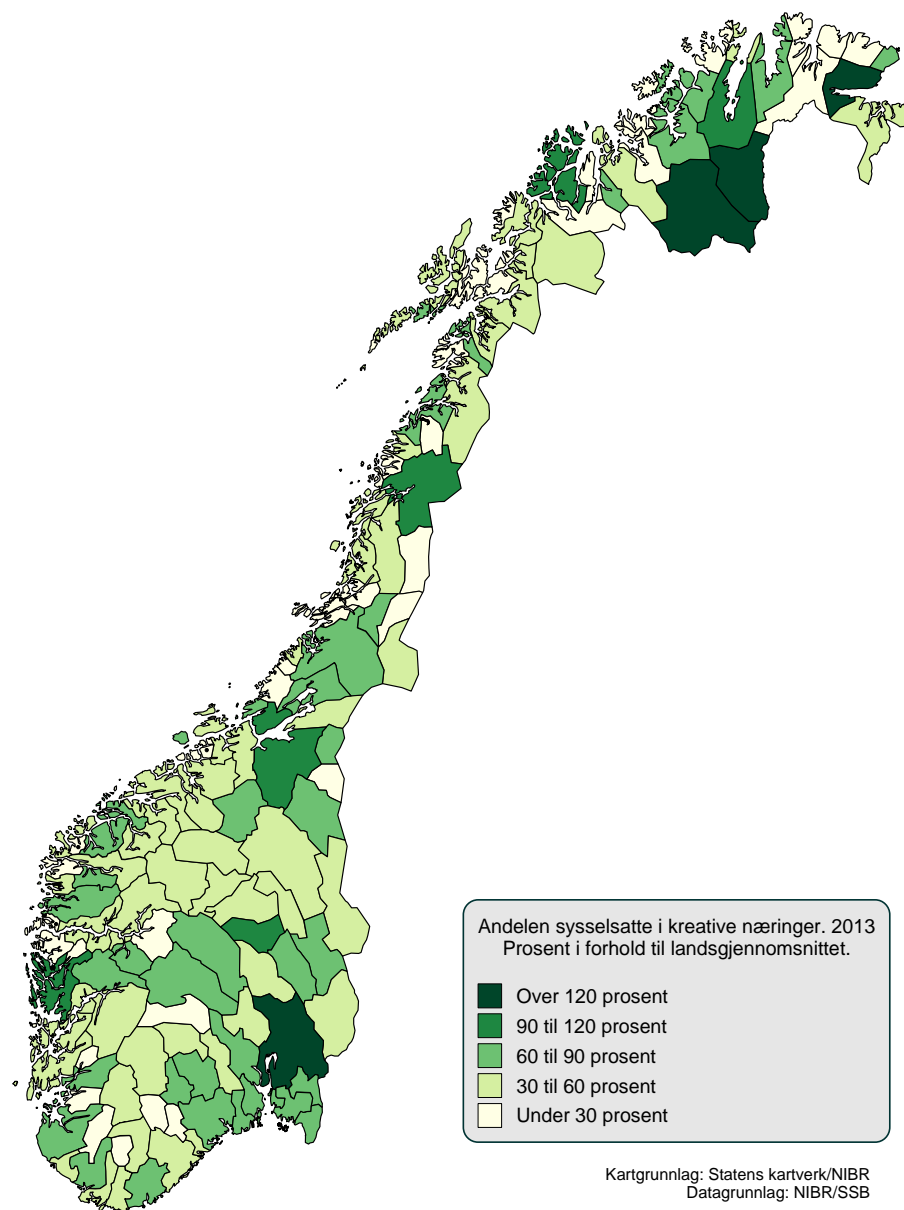 Andelen sysselsatte i kreative næringer. 2013
Prosent i forhold til landsgjennomsnittet.
Over 120 prosent
90 til 120 prosent
60 til 90 prosent
30 til 60 prosent
Under 30 prosent
Kartgrunnlag: Statens kartverk/NIBR
Datagrunnlag: NIBR/SSB